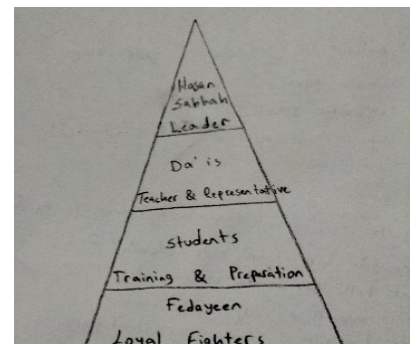 Hasan
Sabbah
Leader
Da'is
Teacher & Representative
Students
Training & Preparation
Fedayeen
Loyal Fighters